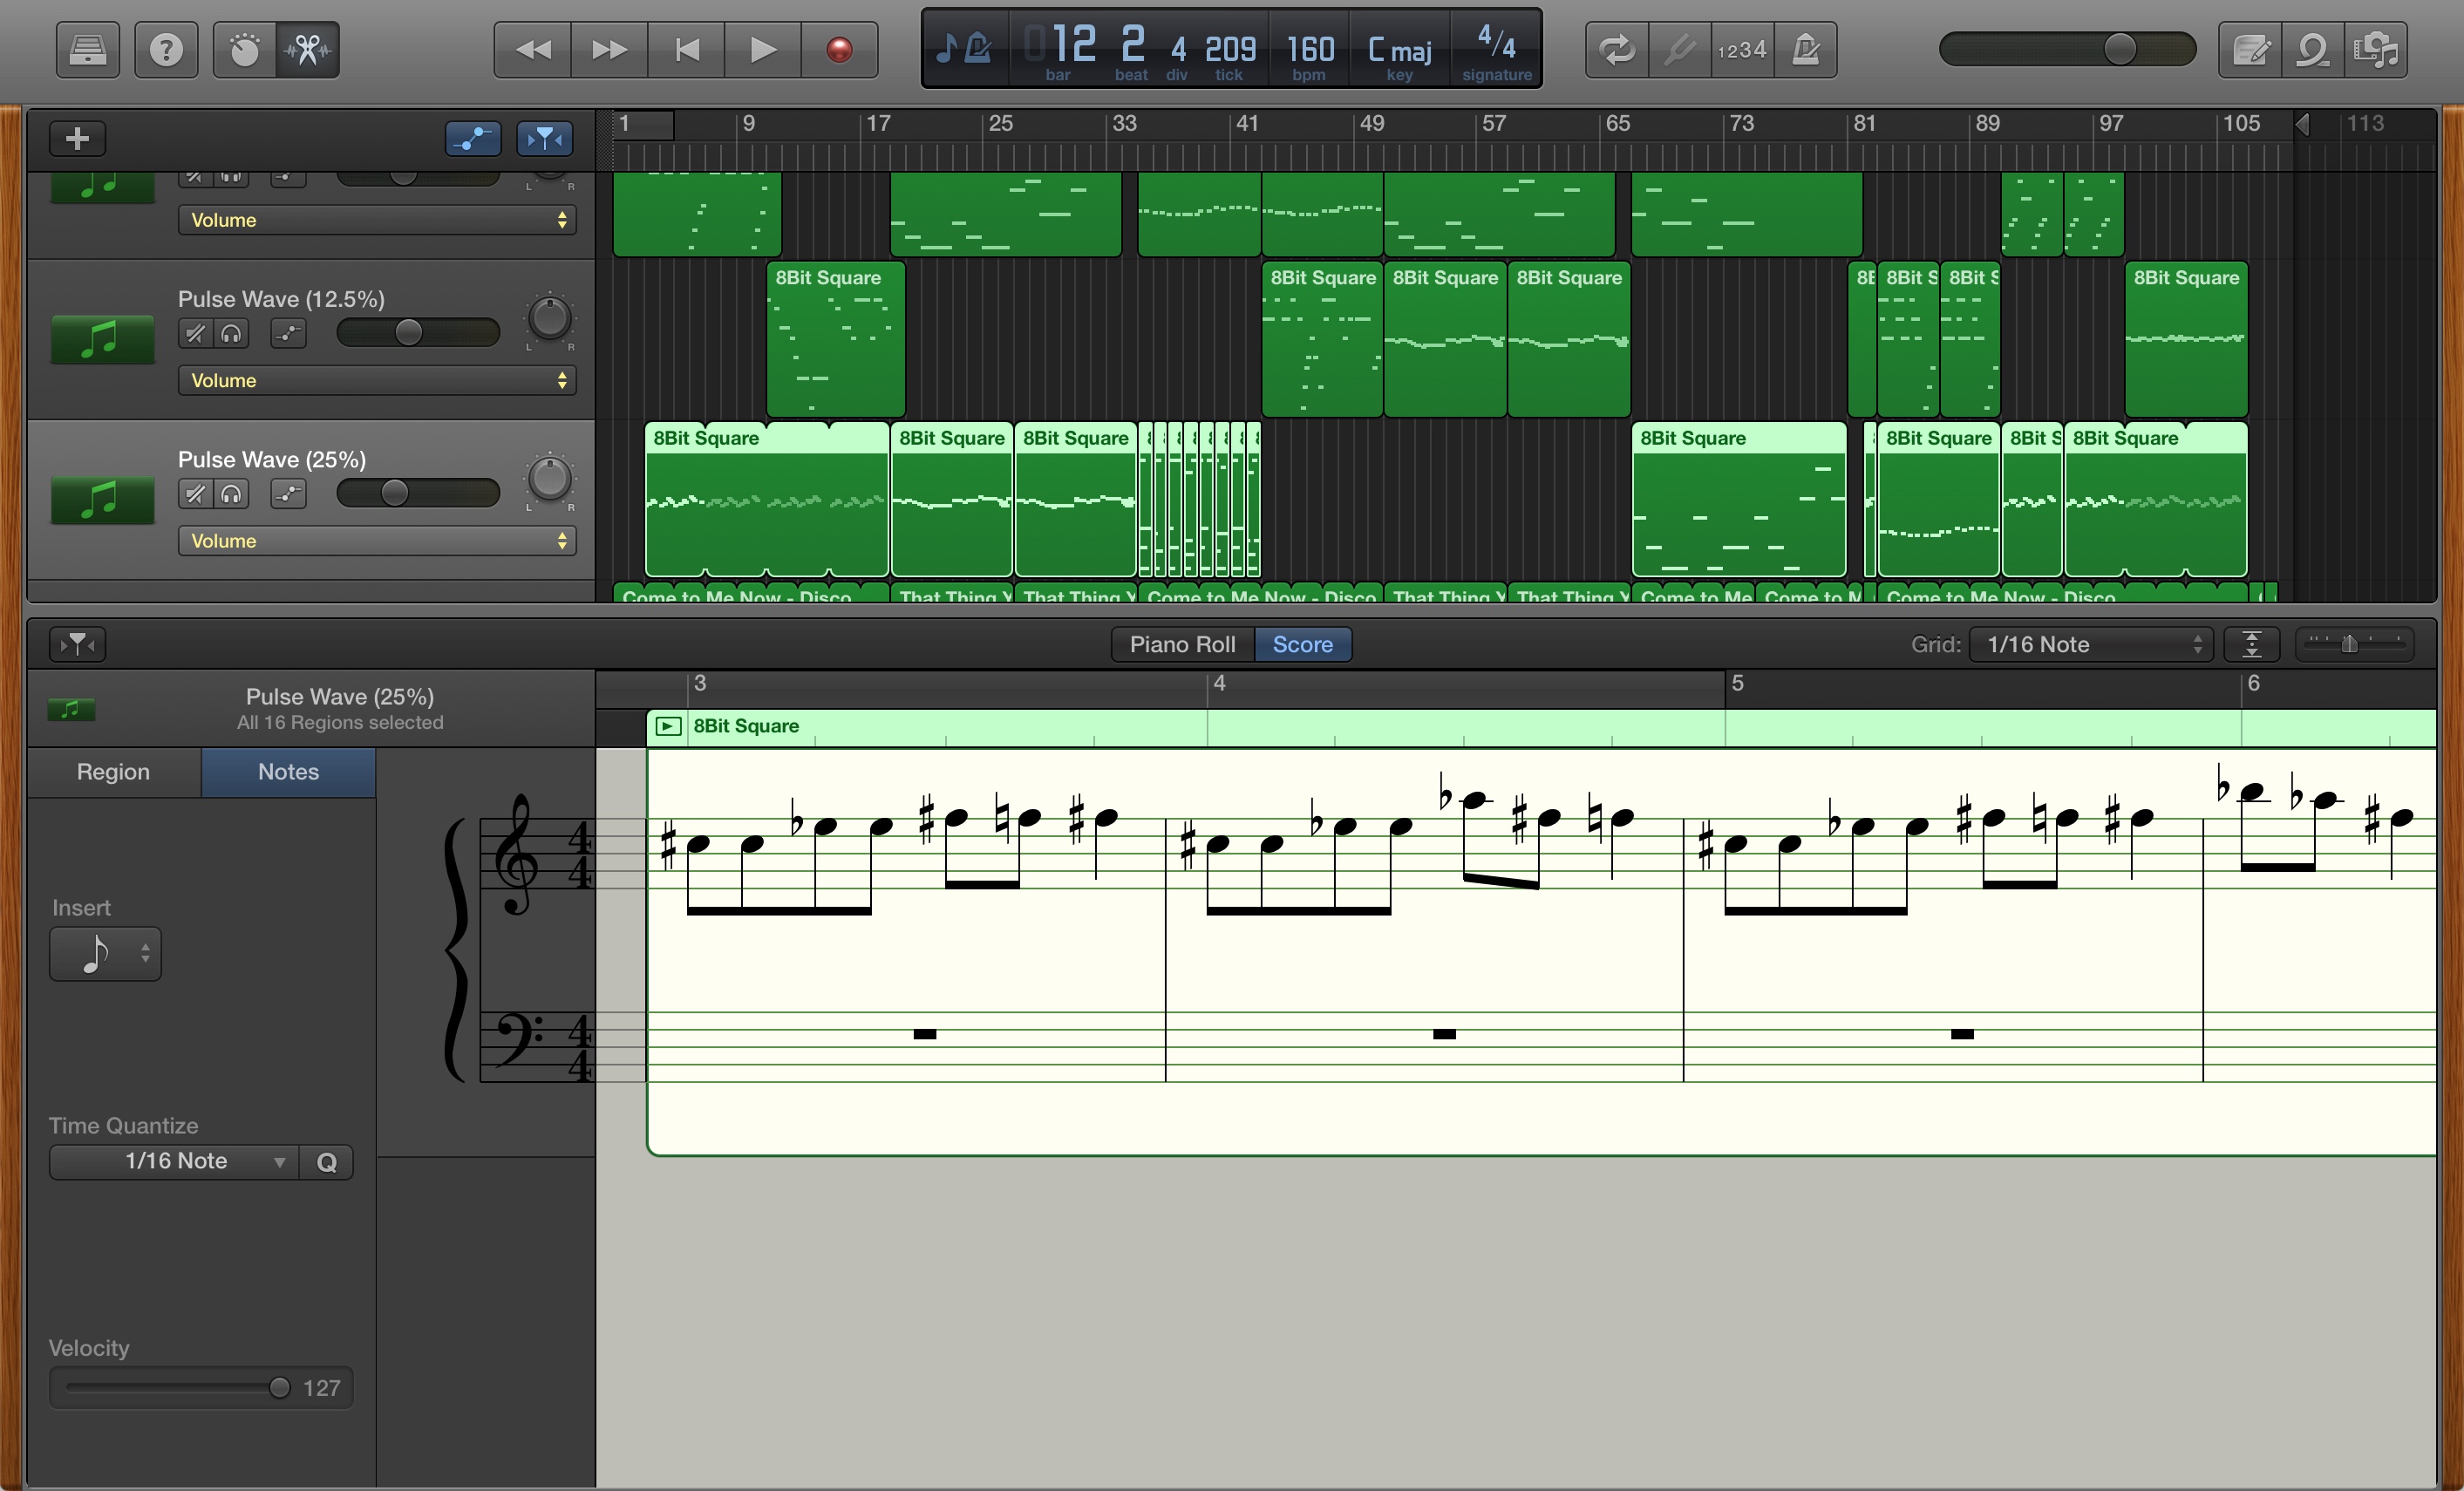 012 2 4 209 160 C maj 4/4
bar beat div tick bpm key signature
1234
1 9 17 25 33 41 49 57 65 73 81 89 97 105 113
L R
Volume
Pulse Wave (12.5%)
L R
Volume
8Bit Square 8Bit Square 8Bit Square 8Bit Square 8E 8Bit S 8Bit S 8Bit Square
Pulse Wave (25%)
L R
Volume
8Bit Square 8Bit Square 8Bit Square 8Bit Square 8Bit Square 8Bit S 8Bit Square
Come to Me Now - Disco That Thing Y That Thing Y Come to Me Now - Disco That Thing Y That Thing Y Come to Me Come to M Come to Me Now - Disco
Piano Roll Score
Grid: 1/16 Note
Pulse Wave (25%)
All 16 Regions selected
3 4 5 6
8Bit Square
Region Notes
4 4
4 4
Insert
Time Quantize
1/16 Note Q
Velocity
127